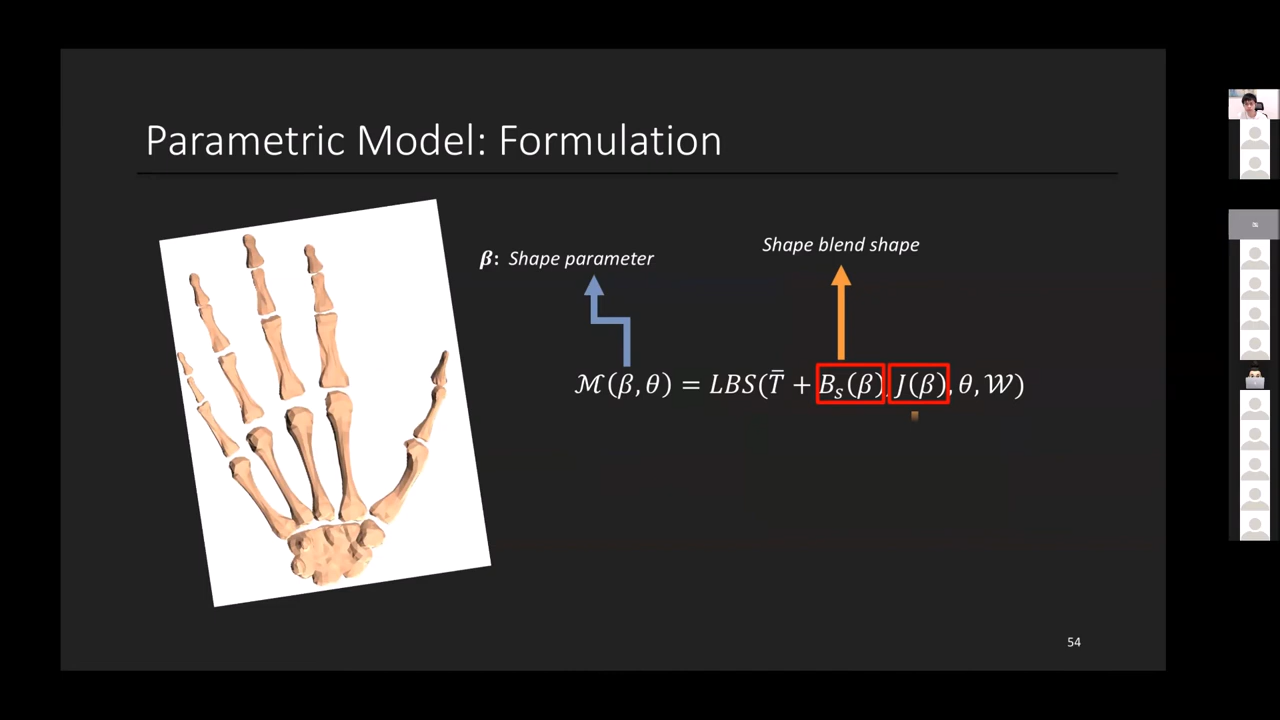 Parametric Model: Formulation
β: Shape parameter
Shape blend shape
ℳ(β, θ) = LBS(T̄ + B_s(β), J(β), θ, 𝒲)
54